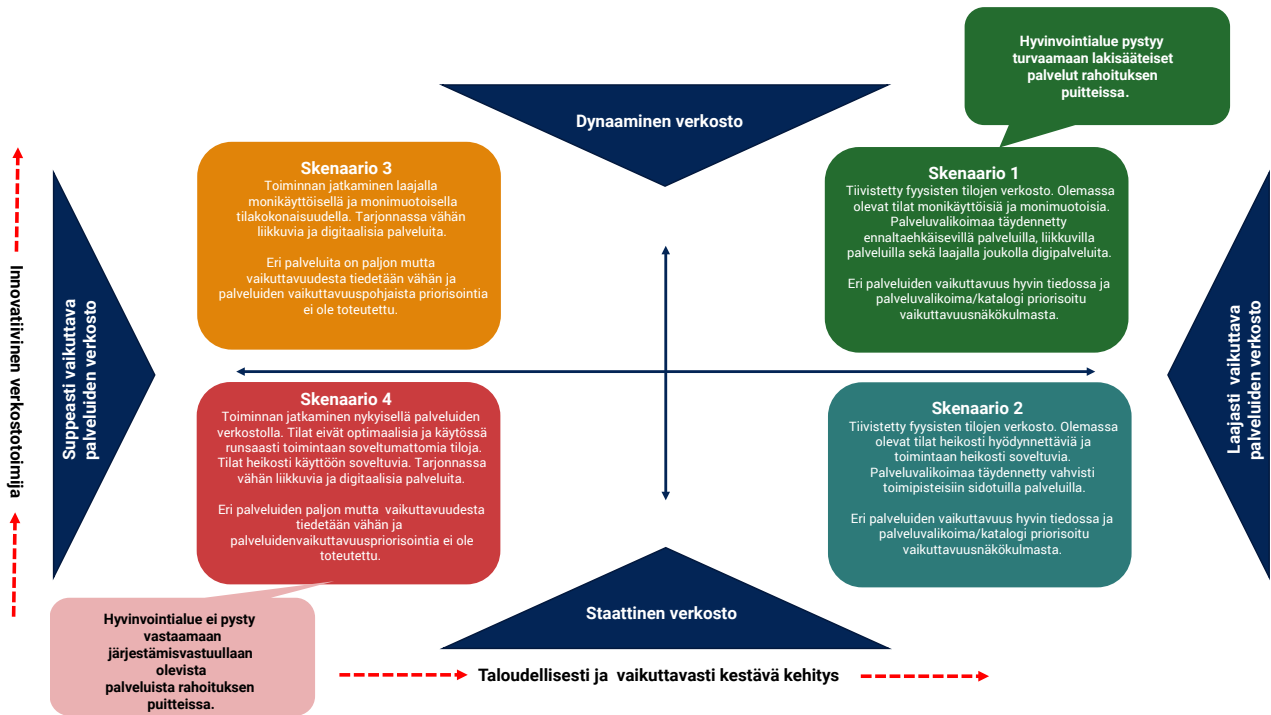 Hyvinvointialue pystyy
turvaamaan lakisääteiset
palvelut rahoituksen
puitteissa.
Dynaaminen verkosto
Skenaario 3
Toiminnan jatkaminen laajalla
monikäyttöisellä ja monimuotoisella
tilakokonaisuudella. Tarjonnassa vähän
liikkuvia ja digitaalisia palveluita.
Eri palveluita on paljon mutta
vaikuttavuudesta tiedetään vähän ja
palveluiden vaikuttavuuspohjaista priorisointia
ei ole toteutettu.
Skenaario 1
Tiivistetty fyysisten tilojen verkosto. Olemassa
olevat tilat monikäyttöisiä ja monimuotoisia.
Palveluvalikoimaa täydennetty
ennaltaehkäisevillä palveluilla, liikkuvilla
palveluilla sekä laajalla joukolla digipalveluita.
Eri palveluiden vaikuttavuus hyvin tiedossa ja
palveluvalikoima/katalogi priorisoitu
vaikuttavuusnäkökulmasta.
Innovatiivinen verkostotoimija
Suppeasti vaikuttava
palveluiden verkosto
Laajasti vaikuttava
palveluiden verkosto
Skenaario 4
Toiminnan jatkaminen nykyisellä palveluiden
verkostolla. Tilat eivät optimaalisia ja käytössä
runsaasti toimintaan soveltumattomia tiloja.
Tilat heikosti käyttöön soveltuvia. Tarjonnassa
vähän liikkuvia ja digitaalisia palveluita.
Eri palveluiden paljon mutta vaikuttavuudesta
tiedetään vähän ja
palveluidenvaikuttavuuspriorisointia ei ole
toteutettu.
Skenaario 2
Tiivistetty fyysisten tilojen verkosto. Olemassa
olevat tilat heikosti hyödynnettäviä ja
toimintaan heikosti soveltuvia.
Palveluvalikoimaa täydennetty vahvisti
toimipisteisiin sidotuilla palveluilla.
Eri palveluiden vaikuttavuus hyvin tiedossa ja
palveluvalikoima/katalogi priorisoitu
vaikuttavuusnäkökulmasta.
Staattinen verkosto
Hyvinvointialue ei pysty
vastaamaan
järjestämisvastuullaan
olevista
palveluista rahoituksen
puitteissa.
Taloudellisesti ja vaikuttavasti kestävä kehitys